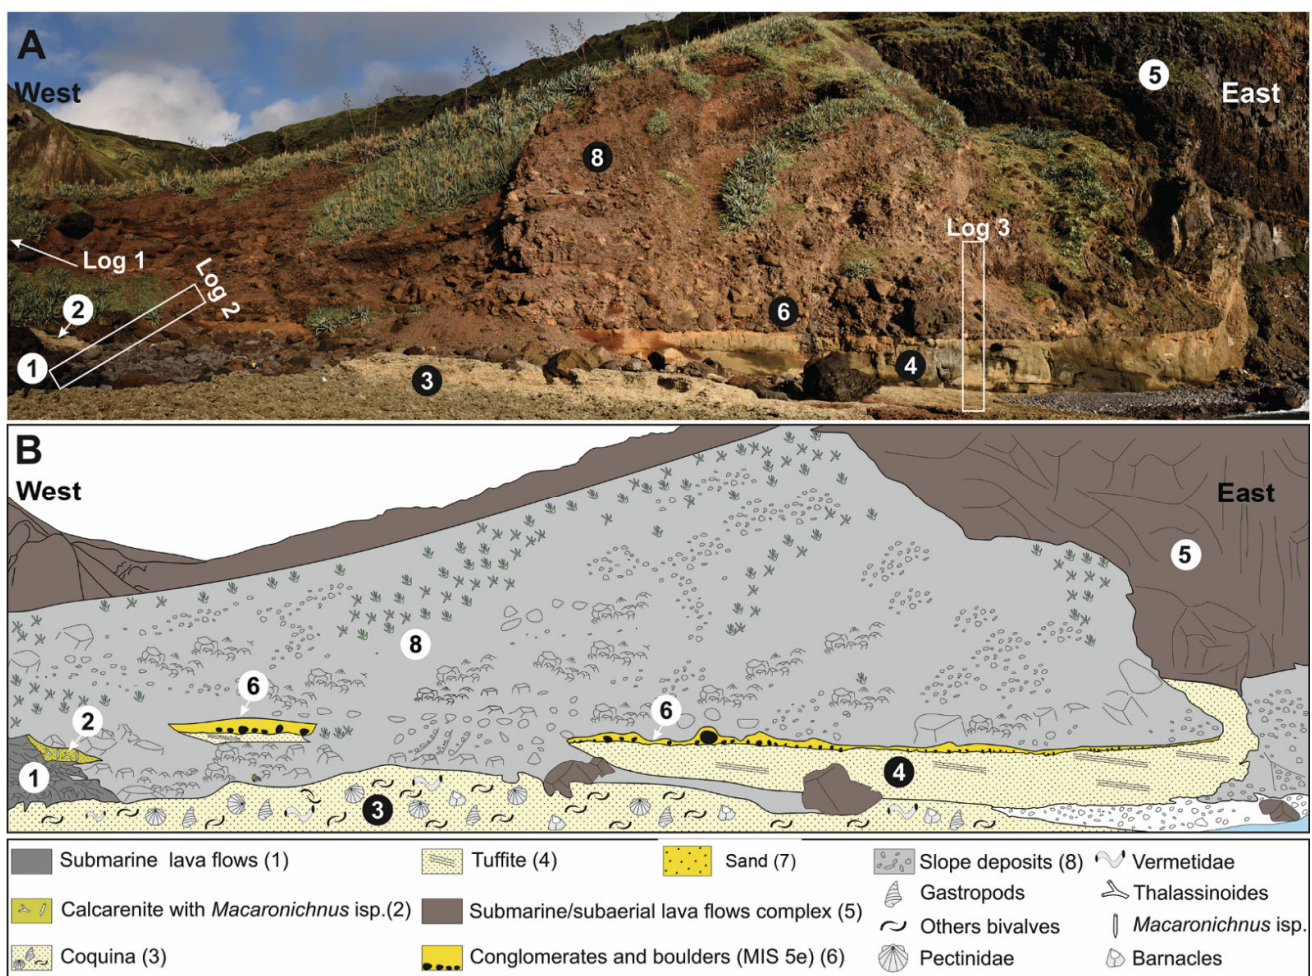 A
West
5
East
8
Log 3
Log 1
Log 2
2
6
1
4
3
B
West
East
5
8
6
6
2
1
4
3
Submarine lava flows (1)
Tuffite (4)
Sand (7)
Slope deposits (8)
Vermetidae
Gastropods
Thalassinoides
Calcarenite with Macaronichnus isp.(2)
Submarine/subaerial lava flows complex (5)
Others bivalves
Macaronichnus isp.
Coquina (3)
Conglomerates and boulders (MIS 5e) (6)
Pectinidae
Barnacles